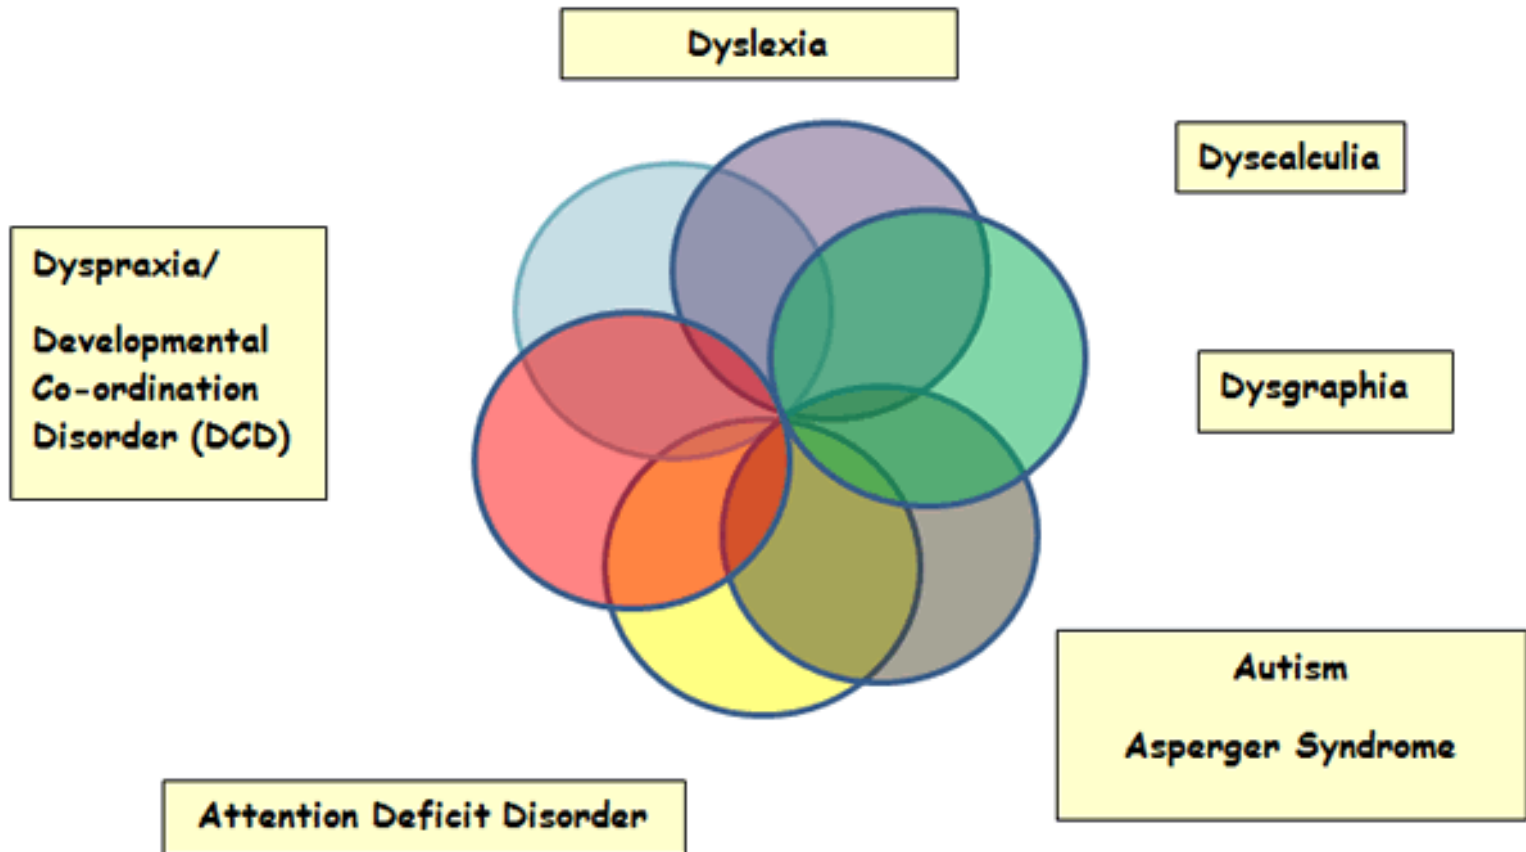 Dyslexia
Dyscalculia
Dyspraxia/
Developmental
Co-ordination
Disorder (DCD)
Dysgraphia
Autism
Asperger Syndrome
Attention Deficit Disorder